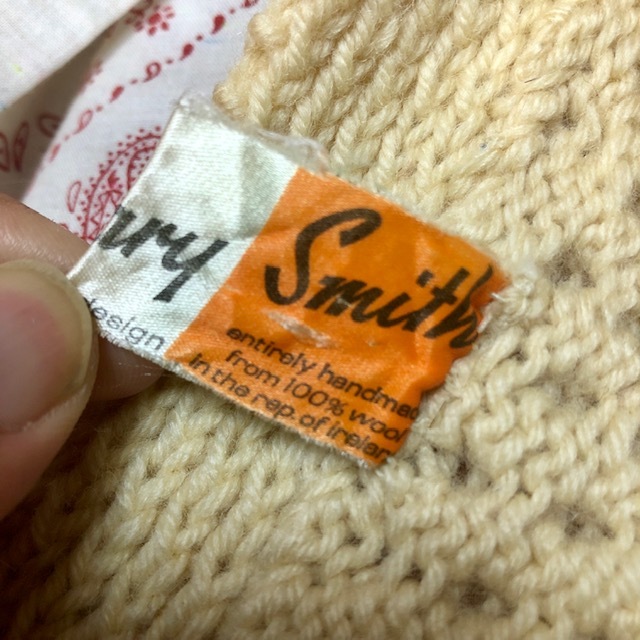 ury Smith
design
entirely handmad
from 100% wool
in the rep of irelan